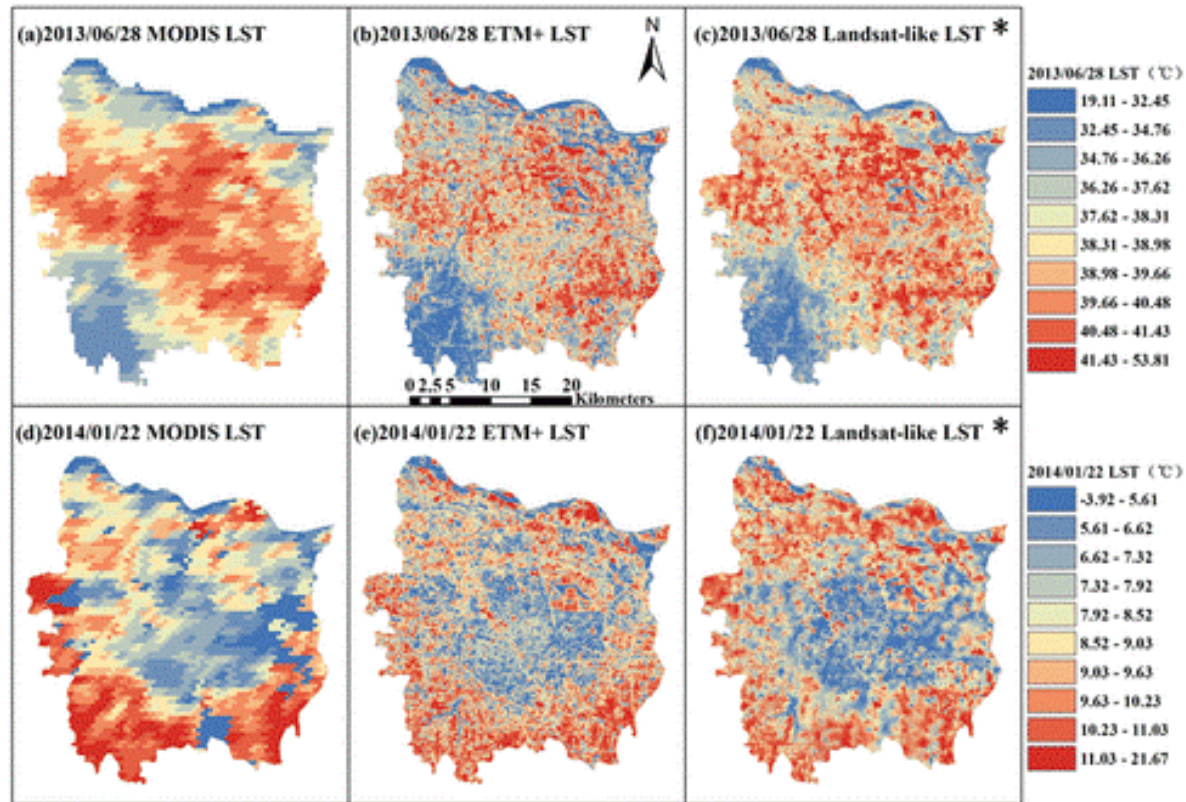 (a)2013/06/28 MODIS LST
(b)2013/06/28 ETM+ LST
N
(c)2013/06/28 Landsat-like LST *
2013/06/28 LST (℃)
19.11 - 32.45
32.45 - 34.76
34.76 - 36.26
36.26 - 37.62
37.62 - 38.31
38.31 - 38.98
38.98 - 39.66
39.66 - 40.48
40.48 - 41.43
41.43 - 53.81
0 2.5 5 10 15 20
Kilometers
(d)2014/01/22 MODIS LST
(e)2014/01/22 ETM+ LST
(f)2014/01/22 Landsat-like LST *
2014/01/22 LST (℃)
-3.92 - 5.61
5.61 - 6.62
6.62 - 7.32
7.32 - 7.92
7.92 - 8.52
8.52 - 9.03
9.03 - 9.63
9.63 - 10.23
10.23 - 11.03
11.03 - 21.67